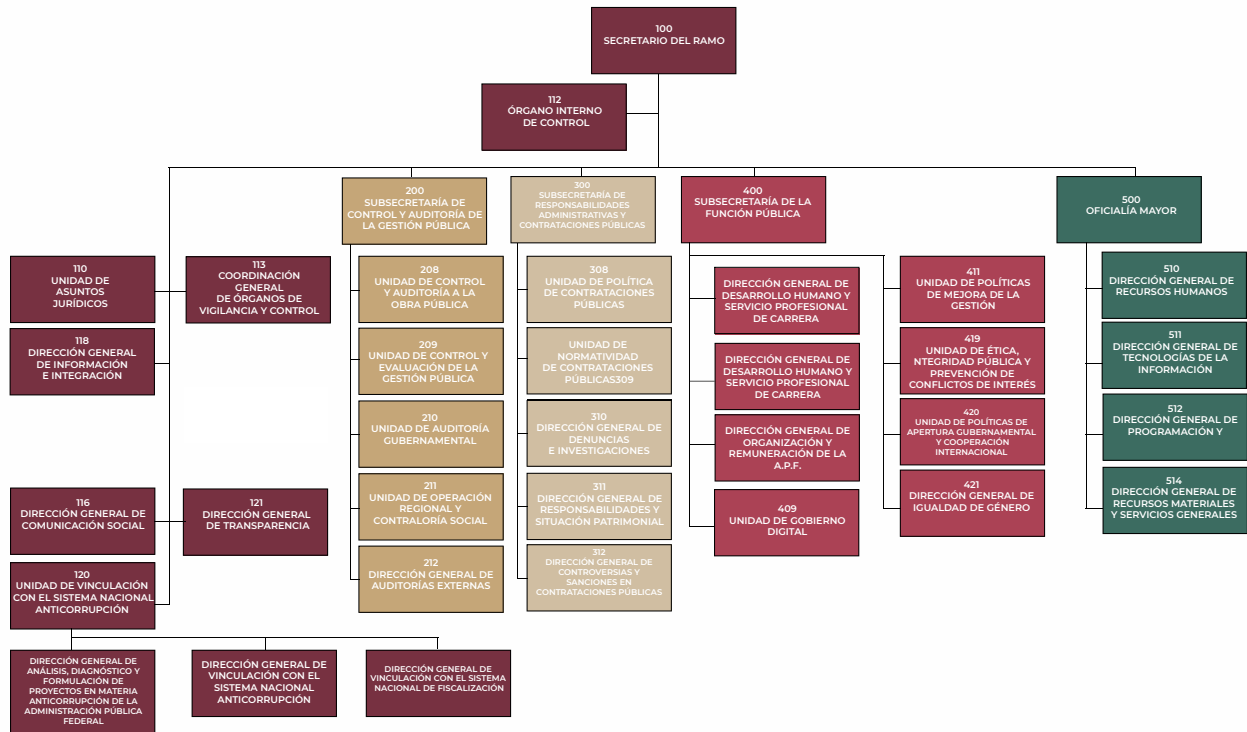 100
SECRETARIO DEL RAMO
112
ÓRGANO INTERNO
DE CONTROL
200
SUBSECRETARÍA DE
CONTROL Y AUDITORÍA DE
LA GESTIÓN PÚBLICA
300
SUBSECRETARÍA DE
RESPONSABILIDADES
ADMINISTRATIVAS Y
CONTRATACIONES PÚBLICAS
400
SUBSECRETARÍA DE LA
FUNCIÓN PÚBLICA
500
OFICIALÍA MAYOR
110
UNIDAD DE
ASUNTOS
JURÍDICOS
113
COORDINACIÓN
GENERAL
DE ÓRGANOS DE
VIGILANCIA Y CONTROL
118
DIRECCIÓN GENERAL
DE INFORMACIÓN
E INTEGRACIÓN
116
DIRECCIÓN GENERAL DE
COMUNICACIÓN SOCIAL
121
DIRECCIÓN GENERAL
DE TRANSPARENCIA
120
UNIDAD DE VINCULACIÓN
CON EL SISTEMA NACIONAL
ANTICORRUPCIÓN
DIRECCIÓN GENERAL DE
ANÁLISIS, DIAGNÓSTICO Y
FORMULACIÓN DE
PROYECTOS EN MATERIA
ANTICORRUPCIÓN DE LA
ADMINISTRACIÓN PÚBLICA
FEDERAL
DIRECCIÓN GENERAL DE
VINCULACIÓN CON EL
SISTEMA NACIONAL
ANTICORRUPCIÓN
DIRECCIÓN GENERAL DE
VINCULACIÓN CON EL SISTEMA
NACIONAL DE FISCALIZACIÓN
208
UNIDAD DE CONTROL
Y AUDITORÍA A LA
OBRA PÚBLICA
209
UNIDAD DE CONTROL Y
EVALUACIÓN DE LA
GESTIÓN PÚBLICA
210
UNIDAD DE AUDITORÍA
GUBERNAMENTAL
211
UNIDAD DE OPERACIÓN
REGIONAL Y
CONTRALORÍA SOCIAL
212
DIRECCIÓN GENERAL DE
AUDITORÍAS EXTERNAS
308
UNIDAD DE POLÍTICA
DE CONTRATACIONES
PÚBLICAS
UNIDAD DE
NORMATIVIDAD
DE CONTRATACIONES
PÚBLICAS309
310
DIRECCIÓN GENERAL DE
DENUNCIAS
E INVESTIGACIONES
311
DIRECCIÓN GENERAL DE
RESPONSABILIDADES Y
SITUACIÓN PATRIMONIAL
312
DIRECCIÓN GENERAL DE
CONTROVERSIAS Y
SANCIONES EN
CONTRATACIONES PÚBLICAS
DIRECCIÓN GENERAL DE
DESARROLLO HUMANO Y
SERVICIO PROFESIONAL
DE CARRERA
DIRECCIÓN GENERAL DE
DESARROLLO HUMANO Y
SERVICIO PROFESIONAL
DE CARRERA
DIRECCIÓN GENERAL DE
ORGANIZACIÓN Y
REMUNERACIÓN DE LA
A.P.F.
409
UNIDAD DE GOBIERNO
DIGITAL
411
UNIDAD DE POLÍTICAS
DE MEJORA DE LA
GESTIÓN
419
UNIDAD DE ÉTICA,
NTEGRIDAD PÚBLICA Y
PREVENCIÓN DE
CONFLICTOS DE INTERÉS
420
UNIDAD DE POLÍTICAS DE
APERTURA GUBERNAMENTAL
Y COOPERACIÓN
INTERNACIONAL
421
DIRECCIÓN GENERAL DE
IGUALDAD DE GÉNERO
510
DIRECCIÓN GENERAL DE
RECURSOS HUMANOS
511
DIRECCIÓN GENERAL DE
TECNOLOGÍAS DE LA
INFORMACIÓN
512
DIRECCIÓN GENERAL DE
PROGRAMACIÓN Y
514
DIRECCIÓN GENERAL DE
RECURSOS MATERIALES
Y SERVICIOS GENERALES